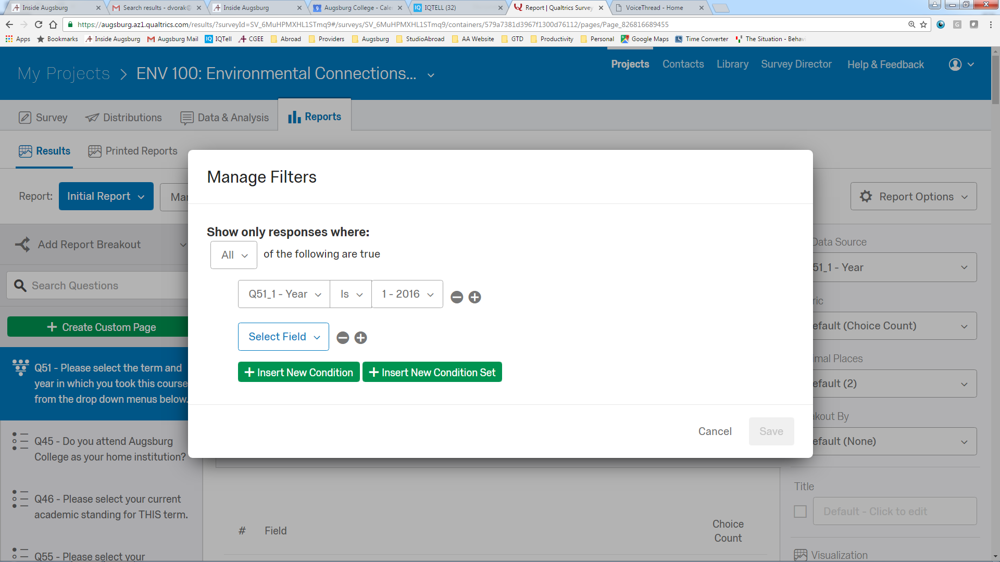 Inside Augsburg
Search results - dvorak@
Inside Augsburg
Augsburg College - Cale
IQTELL (32)
Report | Qualtrics Survey
VoiceThread - Home
https://augsburg.az1.qualtrics.com/results/?surveyId=SV_6MuHPMXHL1STmq9#/surveys/SV_6MuHPMXHL1STmq9/containers/579a7381d3967f1300d76112/pages/Page_826816689455
Apps Bookmarks Inside Augsburg Augsburg Mail IQTell CGEE Abroad Providers Augsburg StudioAbroad AA Website GTD Productivity Personal Google Maps Time Converter The Situation - Behavi
My Projects > ENV 100: Environmental Connections...
Projects Contacts Library Survey Director Help & Feedback
Survey Distributions Data & Analysis Reports
Results Printed Reports
Report: Initial Report Mar
Report Options
Add Report Breakout
Search Questions
+ Create Custom Page
Q51 - Please select the term and
year in which you took this course
from the drop down menus below.
Q45 - Do you attend Augsburg
College as your home institution?
Q46 - Please select your current
academic standing for THIS term.
Q55 - Please select your
Manage Filters
Show only responses where:
All of the following are true
Q51_1 - Year Is 1 - 2016
Select Field
+ Insert New Condition + Insert New Condition Set
Cancel Save
Data Source
51_1 - Year
ric
efault (Choice Count)
imal Places
efault (2)
akout By
efault (None)
Title
Default - Click to edit
Visualization
# Field Choice
Count